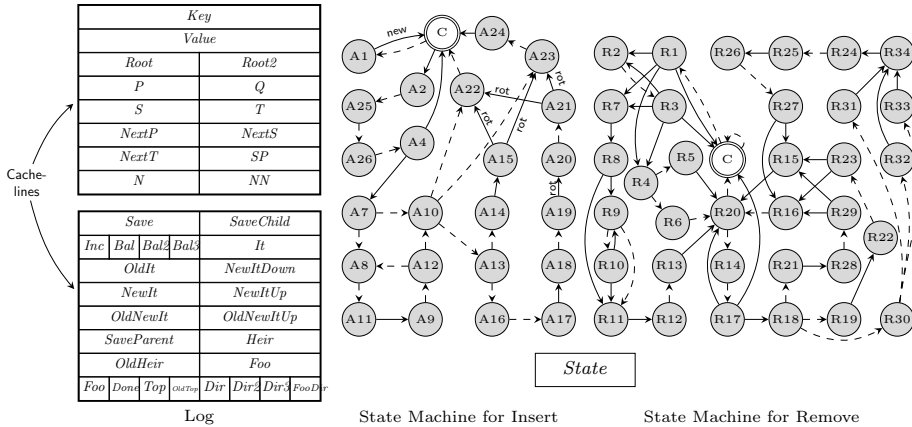 Key
Value
Root Root2
P Q
S T
NextP NextS
NextT SP
N NN
Cache-
lines
Save SaveChild
Inc Bal Bal2 Bal3 It
OldIt NewItDown
NewIt NewItUp
OldNewIt OldNewItUp
SaveParent Heir
OldHeir Foo
Foo Done Top OldTop Dir Dir2 Dir3 FooDir
Log
new
A1 C A24 A23
A2 A22 rot rot
A25 A4 rot rot A21
A26 A15 A20
rot
A7 A10 A14 A19
A8 A12 A13 A18
A11 A9 A16 A17
State Machine for Insert
R2 R1 R26 R25 R24 R34
R7 R3 R27 R31 R33
R8 R5 C R15 R23 R32
R4
R9 R6 R20 R16 R29 R22
R10 R13 R14 R21 R28
R11 R12 R17 R18 R19 R30
State
State Machine for Remove